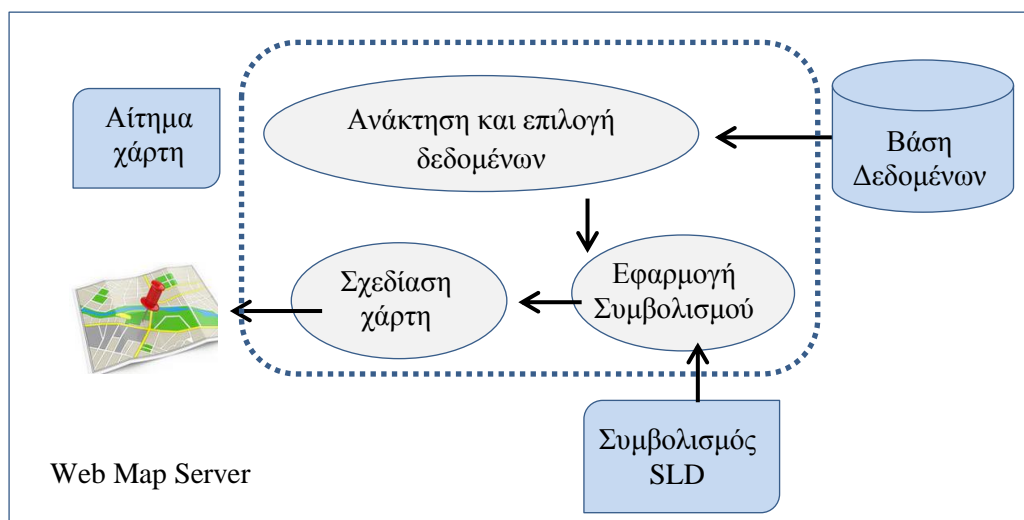 Αίτημα
χάρτη
Ανάκτηση και επιλογή
δεδομένων
Βάση
Δεδομένων
Σχεδίαση
χάρτη
Εφαρμογή
Συμβολισμού
Συμβολισμός
SLD
Web Map Server